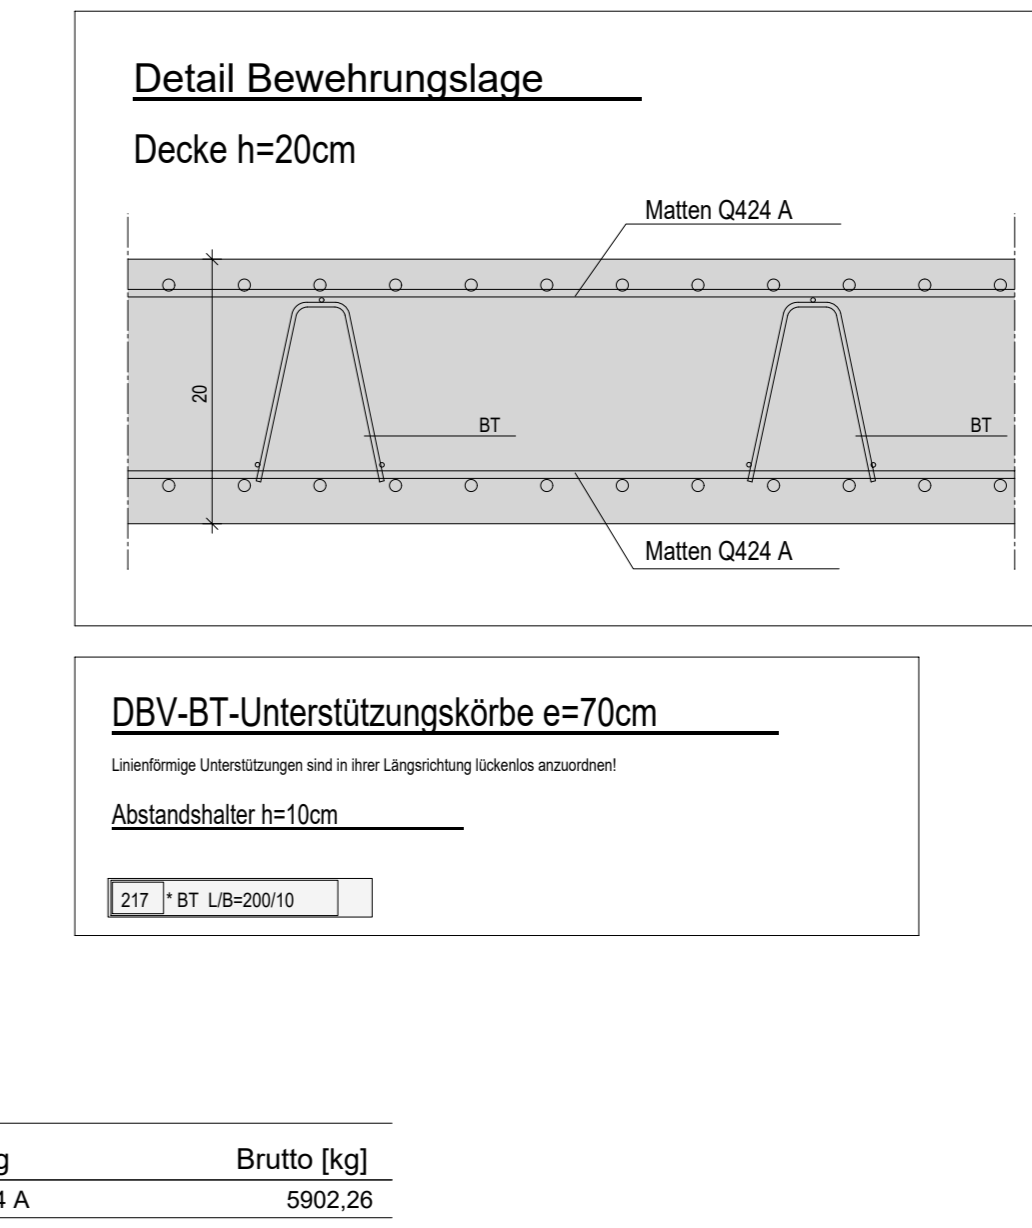 Detail Bewehrungslage
Decke h=20cm
Matten Q424 A
20
BT
BT
Matten Q424 A
DBV-BT-Unterstützungskörbe e=70cm
Linienförmige Unterstützungen sind in ihrer Längsrichtung lückenlos anzuordnen!
Abstandshalter h=10cm
217 * BT L/B=200/10
g Brutto [kg]
4 A 5902,26